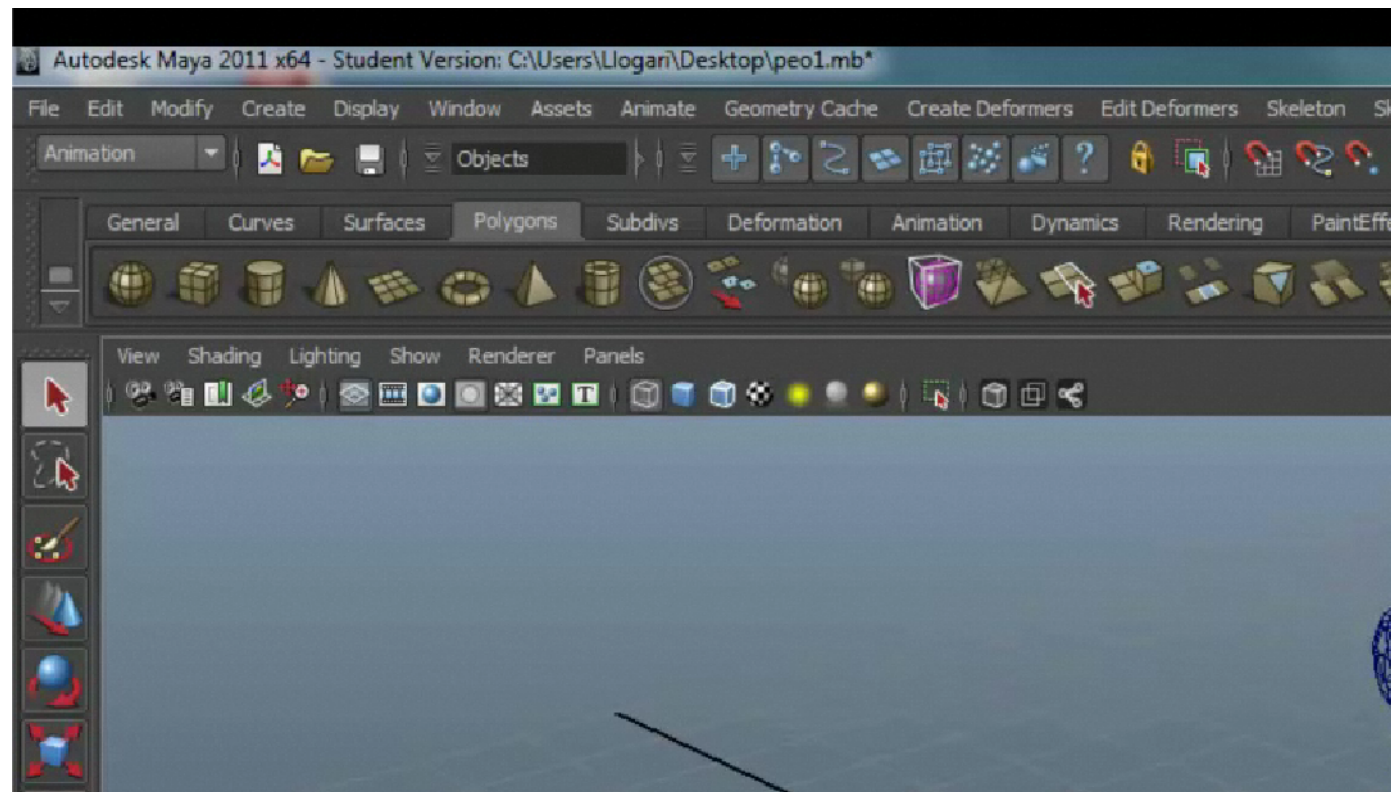 Autodesk Maya 2011 x64 - Student Version: C:\Users\Llogari\Desktop\peo1.mb*
File Edit Modify Create Display Window Assets Animate Geometry Cache Create Deformers Edit Deformers Skeleton
Animation Objects ?
General Curves Surfaces Polygons Subdivs Deformation Animation Dynamics Rendering PaintEffe
View Shading Lighting Show Renderer Panels
T